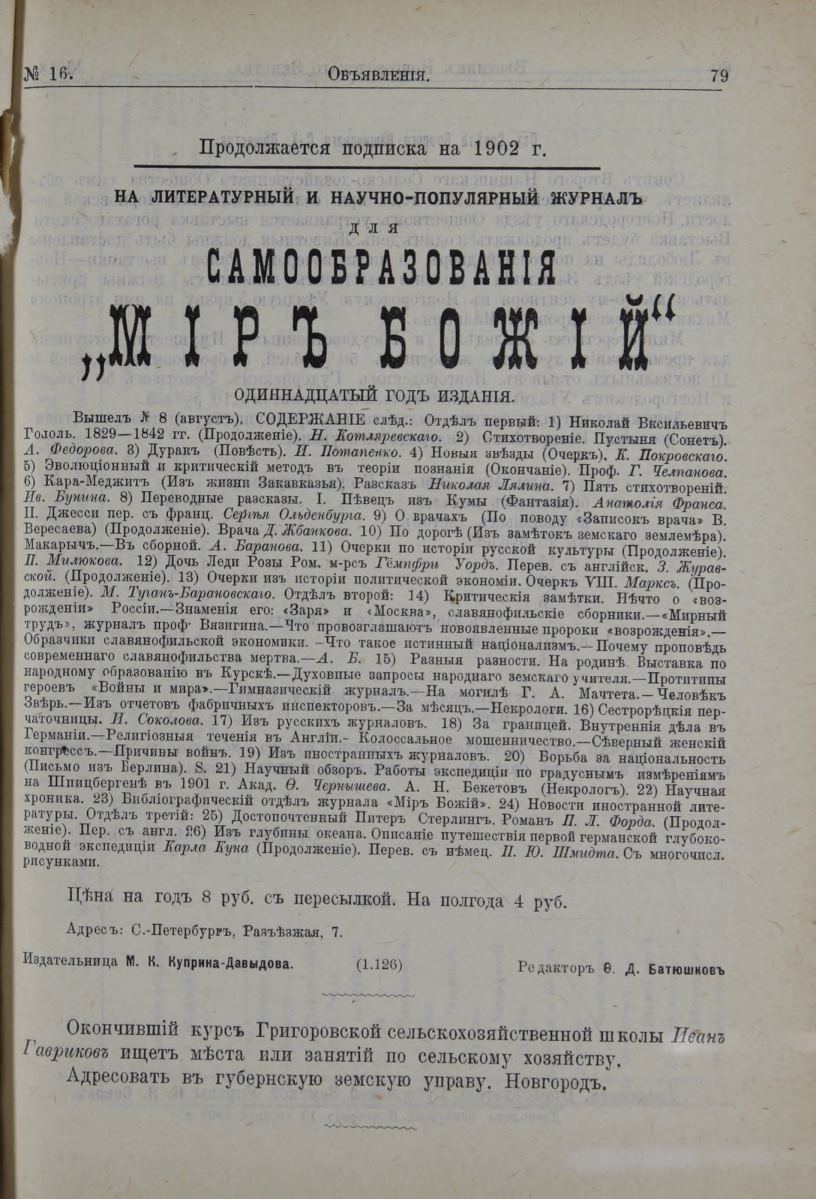 № 16.
Объявленія.
79
Продолжается подписка на 1902 г.
НА ЛИТЕРАТУРНЫЙ И НАУЧНО-ПОПУЛЯРНЫЙ ЖУРНАЛЪ
ДЛЯ
САМООБРАЗОВАНІЯ
„МІРЪ БОЖІЙ“
ОДИННАДЦАТЫЙ ГОДЪ ИЗДАНІЯ.
Вышелъ № 8 (августъ). СОДЕРЖАНІЕ слѣд.: Отдѣлъ первый: 1) Николай Вксильевичъ
Гоголь. 1829—1842 гг. (Продолженіе). Н. Котляревскаго. 2) Стихотвореніе. Пустыня (Сонетъ).
А. Федорова. 3) Дуракъ (Повѣсть). И. Потапенко. 4) Новыя звѣзды (Очеркъ). К. Покровскаго.
5) Эволюціонный и критическій методъ въ теоріи познанія (Окончаніе). Проф. Г. Челпанова.
6) Кара-Меджитъ (Изъ жизни Закавказья). Разсказъ Николая Лялина. 7) Пять стихотвореній.
Ив. Бунина. 8) Переводные разсказы. I. Пѣвецъ изъ Кумы (Фантазія). Анатолія Франса.
II. Джесси пер. съ франц. Сергѣя Ольденбурга. 9) О врачахъ (По поводу «Записокъ врача» В.
Вересаева) (Продолженіе). Врача Д. Жбанкова. 10) По дорогѣ (Изъ замѣтокъ земскаго землемѣра).
Макарычъ.—Въ сборной. А. Баранова. 11) Очерки по исторіи русской культуры (Продолженіе).
П. Милюкова. 12) Дочь Леди Розы Ром. м-рсъ Гёмпфри Уордъ. Перев. съ англійск. З. Журав-
ской. (Продолженіе). 13) Очерки изъ исторіи политической экономіи. Очеркъ VIII. Марксъ. (Про-
долженіе). М. Туганъ-Барановскаго. Отдѣлъ второй: 14) Критическія замѣтки. Нѣчто о «воз-
рожденіи» Россіи.—Знаменія его: «Заря» и «Москва», славянофильскіе сборники.—«Мирный
трудъ», журналъ проф· Вязигина.—Что провозглашаютъ новоявленные пророки «возрожденія».—
Образчики славянофильской экономики. -Что такое истинный націонализмъ.—Почему проповѣдь
современнаго славянофильства мертва.—А. Б. 15) Разныя разности. На родинѣ. Выставка по
народному образованію въ Курскѣ.—Духовные запросы народнаго земскаго учителя.—Протитипы
героевъ «Войны и мира».—Гимназическій журналъ.—На могилѣ Г. А. Мачтета.—Человѣкъ
Звѣрь.—Изъ отчетовъ фабричныхъ инспекторовъ.—За мѣсяцъ.—Некрологи. 16) Сестрорѣцкія пер-
чаточницы. Н. Соколова. 17) Изъ русскихъ журналовъ. 18) За границей. Внутреннія дѣла въ
Германіи.—Религіозныя теченія въ Англіи.- Колоссальное мошенничество.—Сѣверный женскій
конгрессъ.—Причины войнъ. 19) Изъ иностранныхъ журналовъ. 20) Борьба за національность
(Письмо изъ Берлина). S. 21) Научный обзоръ. Работы экспедиціи по градуснымъ измѣреніямъ
на Шпицбергенѣ въ 1901 г. Акад. Ѳ. Чернышева. А. Н. Бекетовъ (Некрологъ). 22) Научная
хроника. 23) Библіографическій отдѣлъ журнала «Міръ Божій». 24) Новости иностранной лите-
ратуры. Отдѣлъ третій: 25) Достопочтенный Питеръ Стерлингъ. Романъ П. Л. Форда. (Продол-
женіе). Пер. съ англ. 26) Изъ глубины океана. Описаніе путешествія первой германской глубоко-
водной экспедиціи Карла Куна (Продолженіе). Перев. съ нѣмец. П. Ю. Шмидта. Съ многочисл.
рисунками.
Цѣна на годъ 8 руб. съ пересылкой. На полгода 4 руб.
Адресъ: С.-Петербургъ, Разъѣзжая, 7.
Издательница М. К. Куприна-Давыдова.
(1.126)
Редакторъ Ѳ. Д. Батюшковъ
Окончившій курсъ Григоровской сельскохозяйственной школы Иванъ
Гавриковъ ищетъ мѣста или занятій по сельскому хозяйству.
Адресовать въ губернскую земскую управу. Новгородъ.